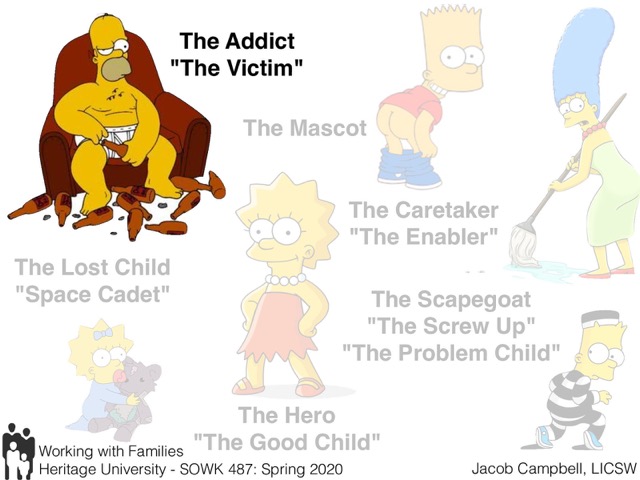 The Addict
"The Victim"
The Mascot
The Caretaker
"The Enabler"
The Lost Child
"Space Cadet"
The Scapegoat
"The Screw Up"
"The Problem Child"
The Hero
"The Good Child"
Working with Families
Heritage University - SOWK 487: Spring 2020
Jacob Campbell, LICSW